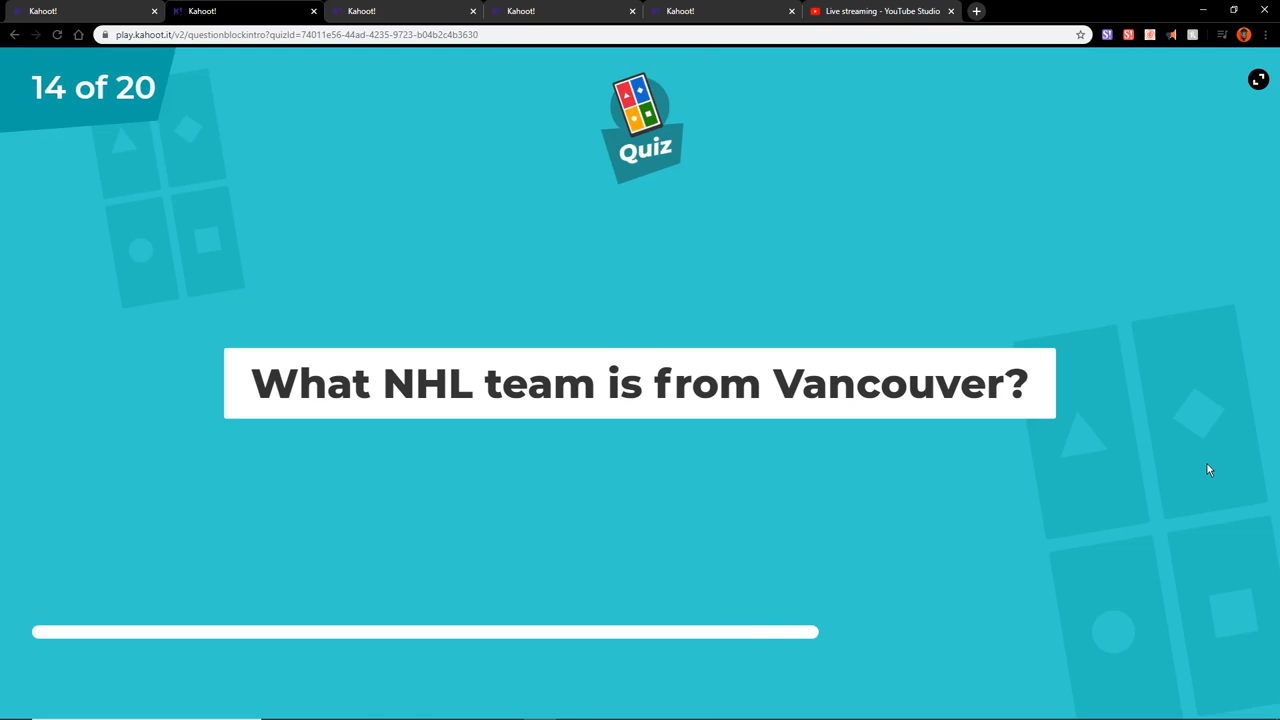 Kahoot!
Kahoot!
Kahoot!
Kahoot!
Kahoot!
Live streaming - YouTube Studio
play.kahoot.it/v2/questionblockintro?quizId=74011e56-44ad-4235-9723-b04b2c4b3630
14 of 20
Quiz
What NHL team is from Vancouver?